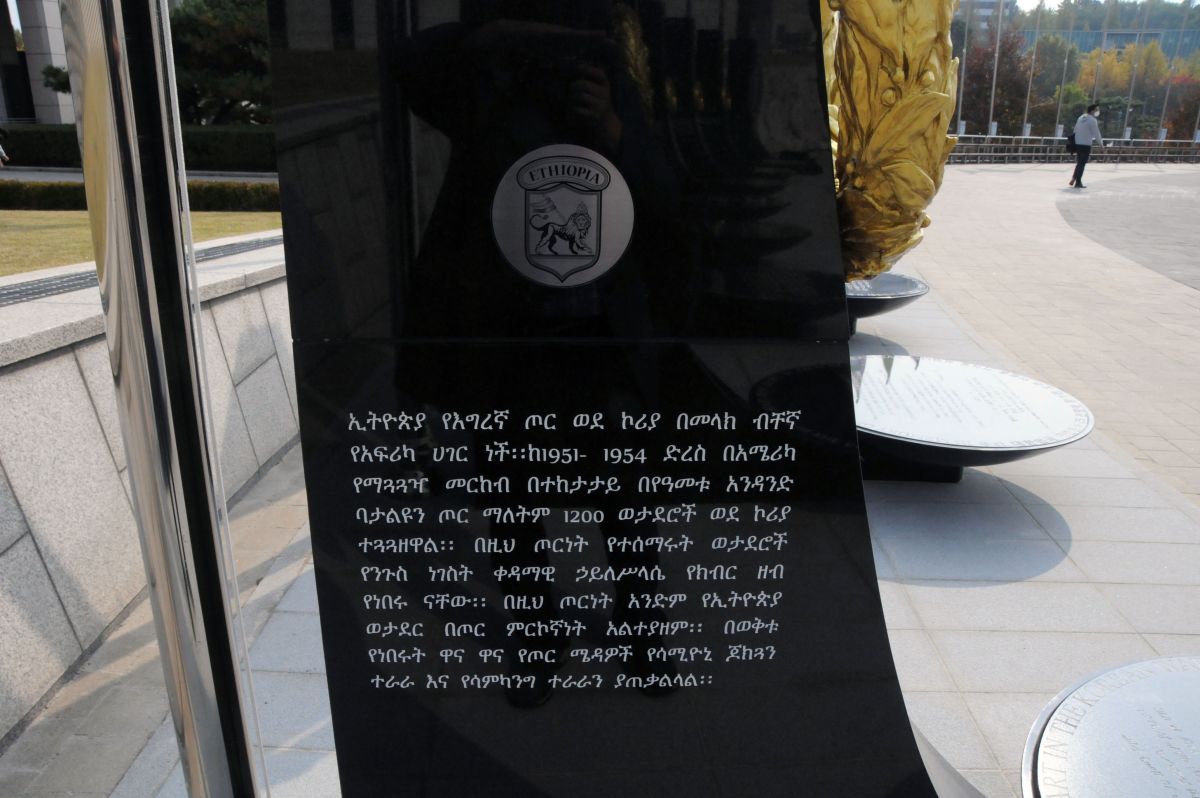 ETHIOPIA
ኢትዮጵያ የእግረኛ ጦር ወደ ኮሪያ በመላክ ብቸኛ
የአፍሪካ ሀገር ነች፡፡ከ1951- 1954 ድረስ በአሜሪካ
የማጓጓዣ መርከብ በተከታታይ በየዓመቱ አንዳንድ
ባታልዩን ጦር ማለትም 1200 ወታደሮች ወደ ኮሪያ
ተጓጓዘዋል፡፡ በዚህ ጦርነት የተሰማሩት ወታደሮች
የንጉስ ነገስት ቀዳማዊ ኃይለሥላሴ የክብር ዘብ
የነበሩ ናቸው፡፡ በዚህ ጦርነት አንድም የኢትዮጵያ
ወታደር በጦር ምርኮኛነት አልተያዘም፡፡ በወቅቱ
የነበሩት ዋና ዋና የጦር ሜዳዎች የሳሚዮኒ ጆክጓን
ተራራ እና የሳምካንግ ተራራን ያጠቃልላል፡፡
IN THE K